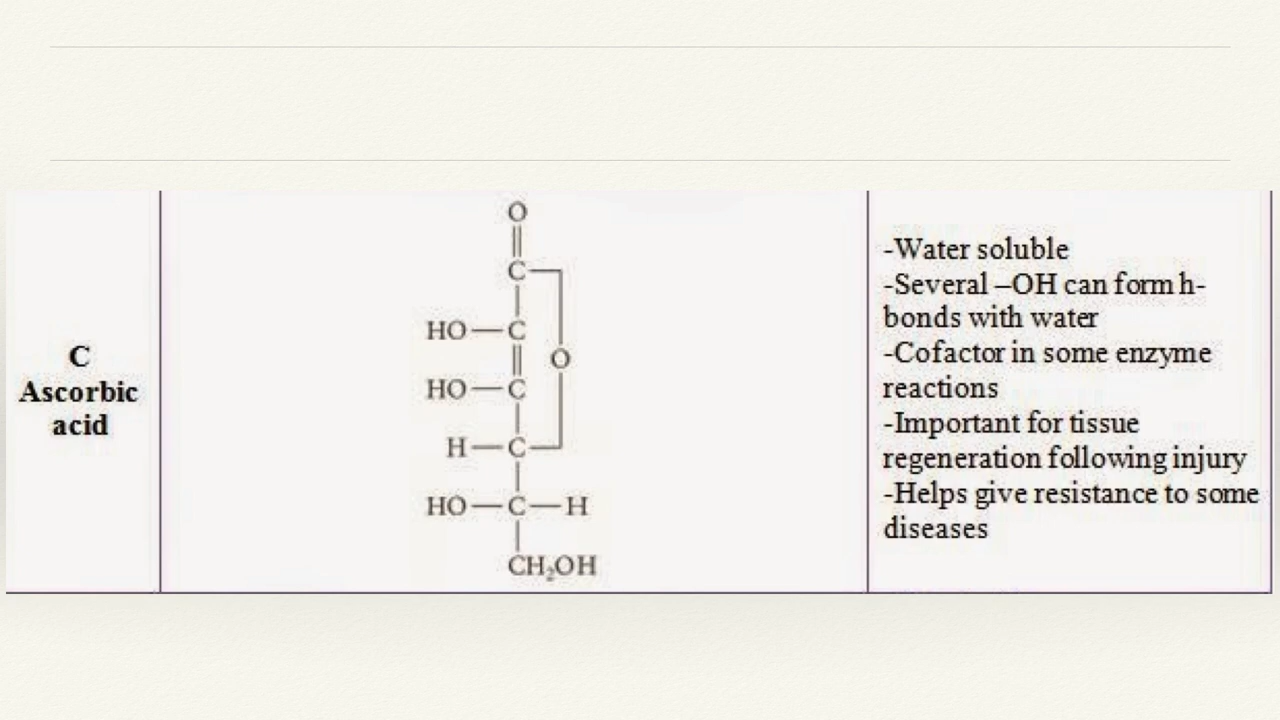 C
Ascorbic
acid
O
C
HO—C
O
HO—C
H—C
HO—C—H
CH₂OH
-Water soluble
-Several –OH can form h-
bonds with water
-Cofactor in some enzyme
reactions
-Important for tissue
regeneration following injury
-Helps give resistance to some
diseases